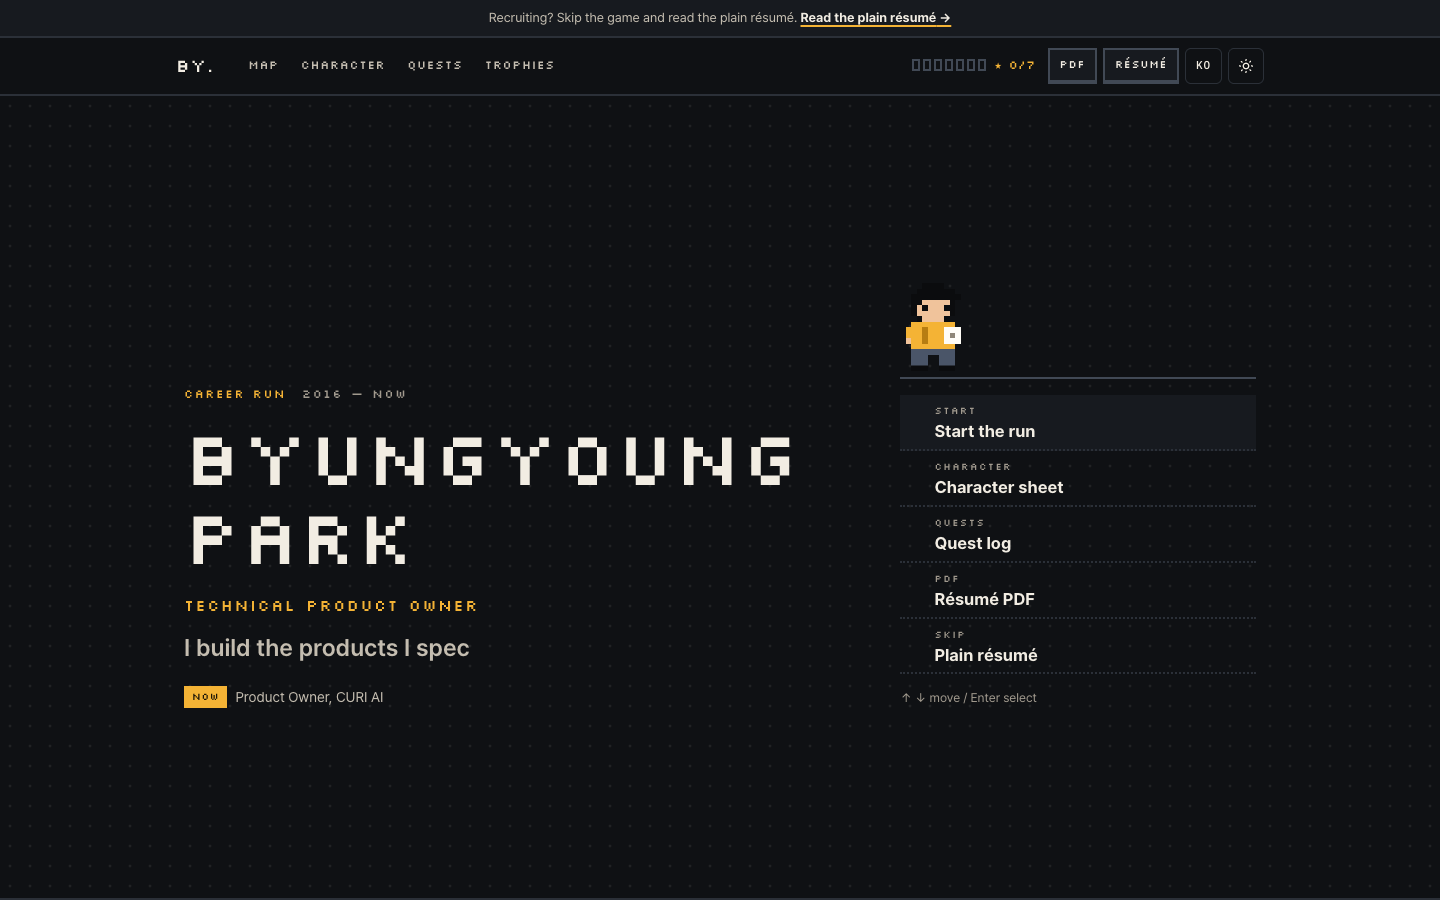 Recruiting? Skip the game and read the plain résumé. Read the plain résumé →
BY.
MAP
CHARACTER
QUESTS
TROPHIES
★ 0/7
PDF
RÉSUMÉ
KO
CAREER RUN 2016 — NOW
BYUNGYOUNG
PARK
TECHNICAL PRODUCT OWNER
I build the products I spec
NOW Product Owner, CURI AI
START
Start the run
CHARACTER
Character sheet
QUESTS
Quest log
PDF
Résumé PDF
SKIP
Plain résumé
↑ ↓ move / Enter select